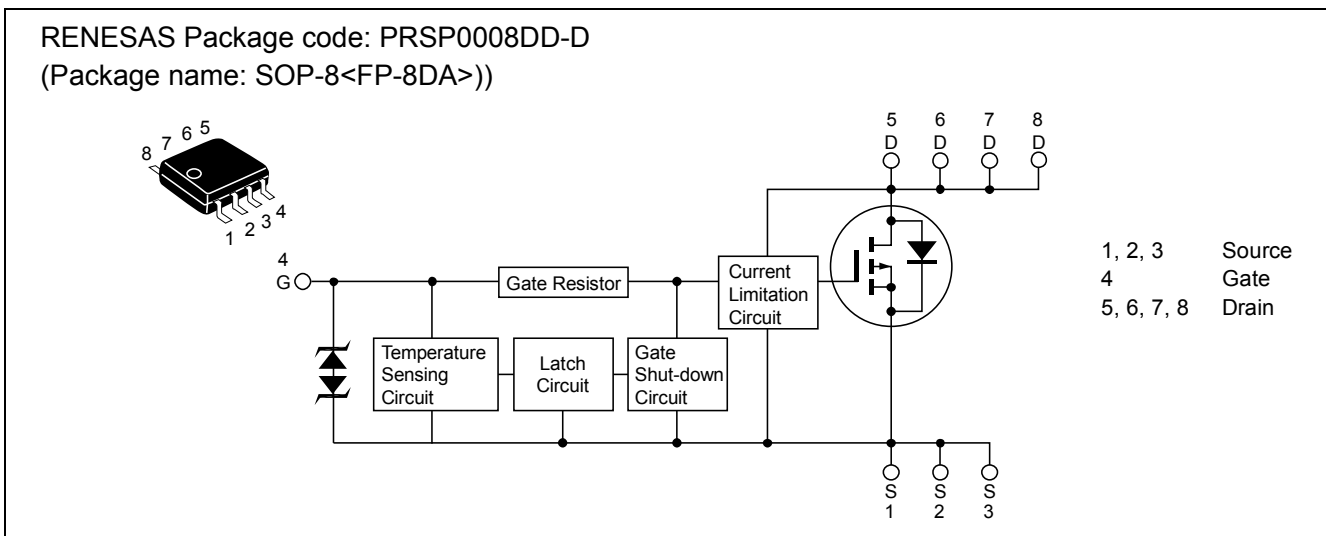 RENESAS Package code: PRSP0008DD-D
(Package name: SOP-8<FP-8DA>))
8 7 6 5
1 2 3 4
5 6 7 8
D D D D
4
G
Gate Resistor
Current
Limitation
Circuit
Temperature
Sensing
Circuit
Latch
Circuit
Gate
Shut-down
Circuit
S S S
1 2 3
1, 2, 3 Source
4 Gate
5, 6, 7, 8 Drain